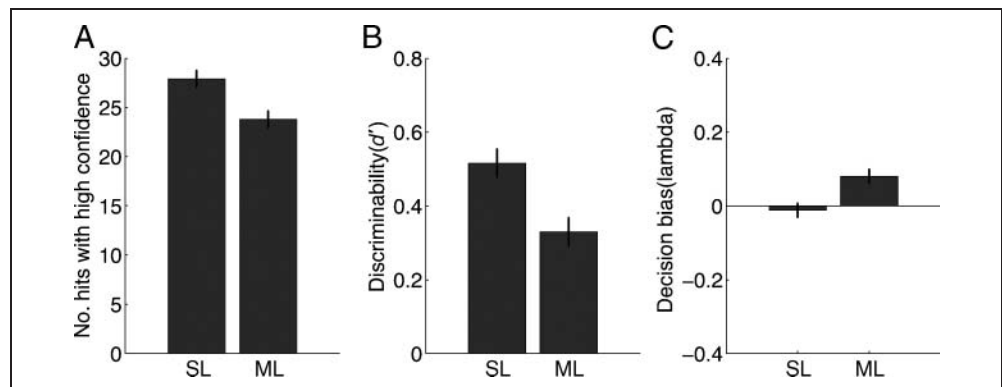 A
No. hits with high confidence
30
25
20
15
10
5
0
SL ML
B
Discriminability(d′)
0.8
0.6
0.4
0.2
0
SL ML
C
Decision bias(lambda)
0.4
0.2
0
−0.2
−0.4
SL ML